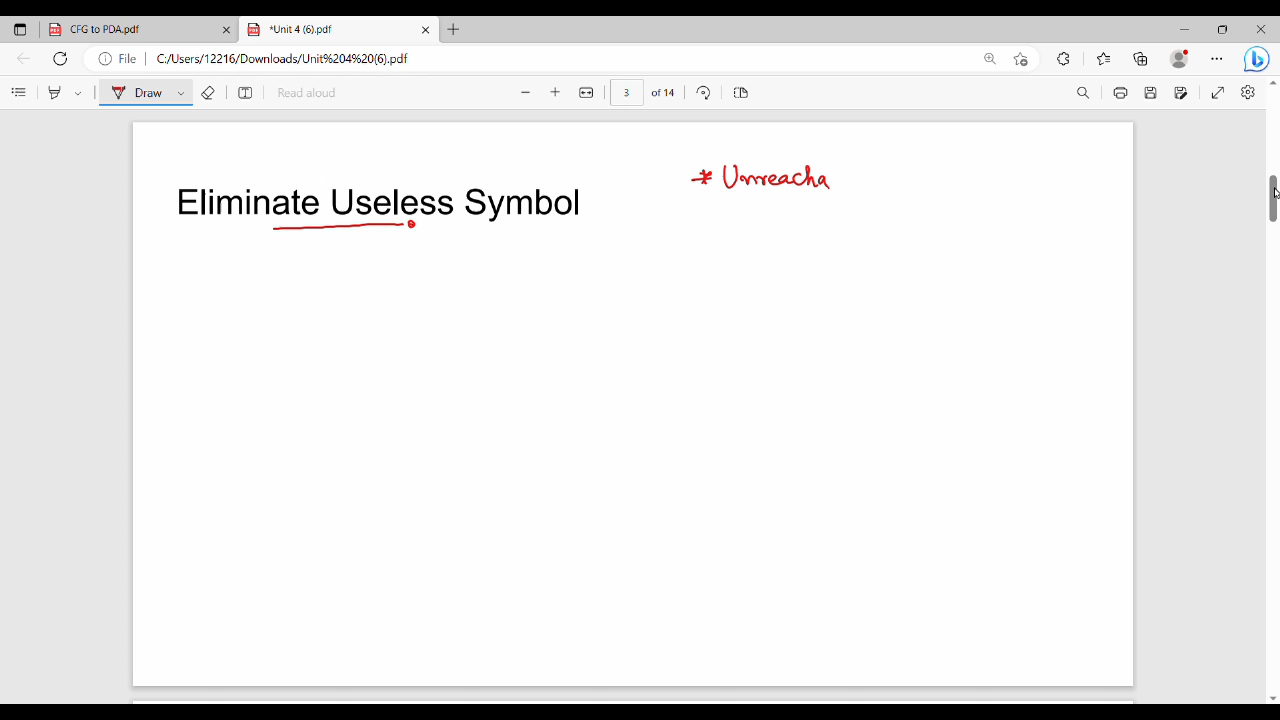 CFG to PDA.pdf
*Unit 4 (6).pdf
File
C:/Users/12216/Downloads/Unit%204%20(6).pdf
Draw
Read aloud
3
of 14
* Unreacha
Eliminate Useless Symbol